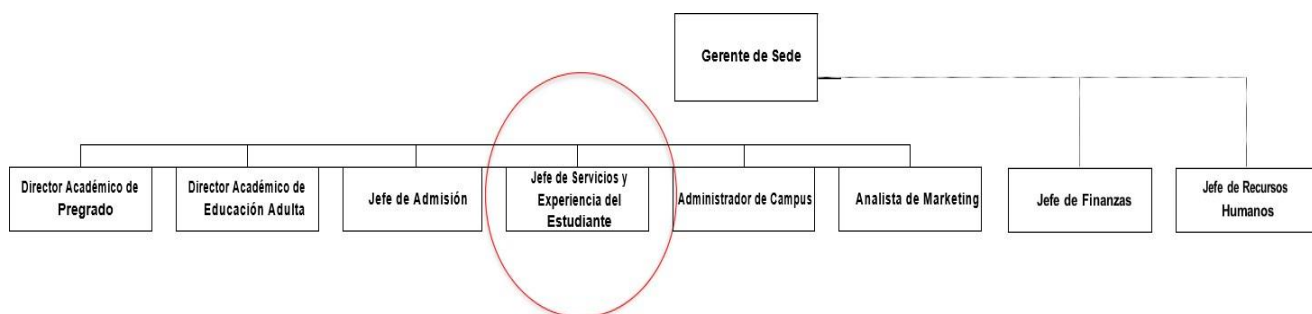 Gerente de Sede
Director Académico de
Pregrado
Director Académico de
Educación Adulta
Jefe de Admisión
Jefe de Servicios y
Experiencia del
Estudiante
Administrador de Campus
Analista de Marketing
Jefe de Finanzas
Jefe de Recursos
Humanos